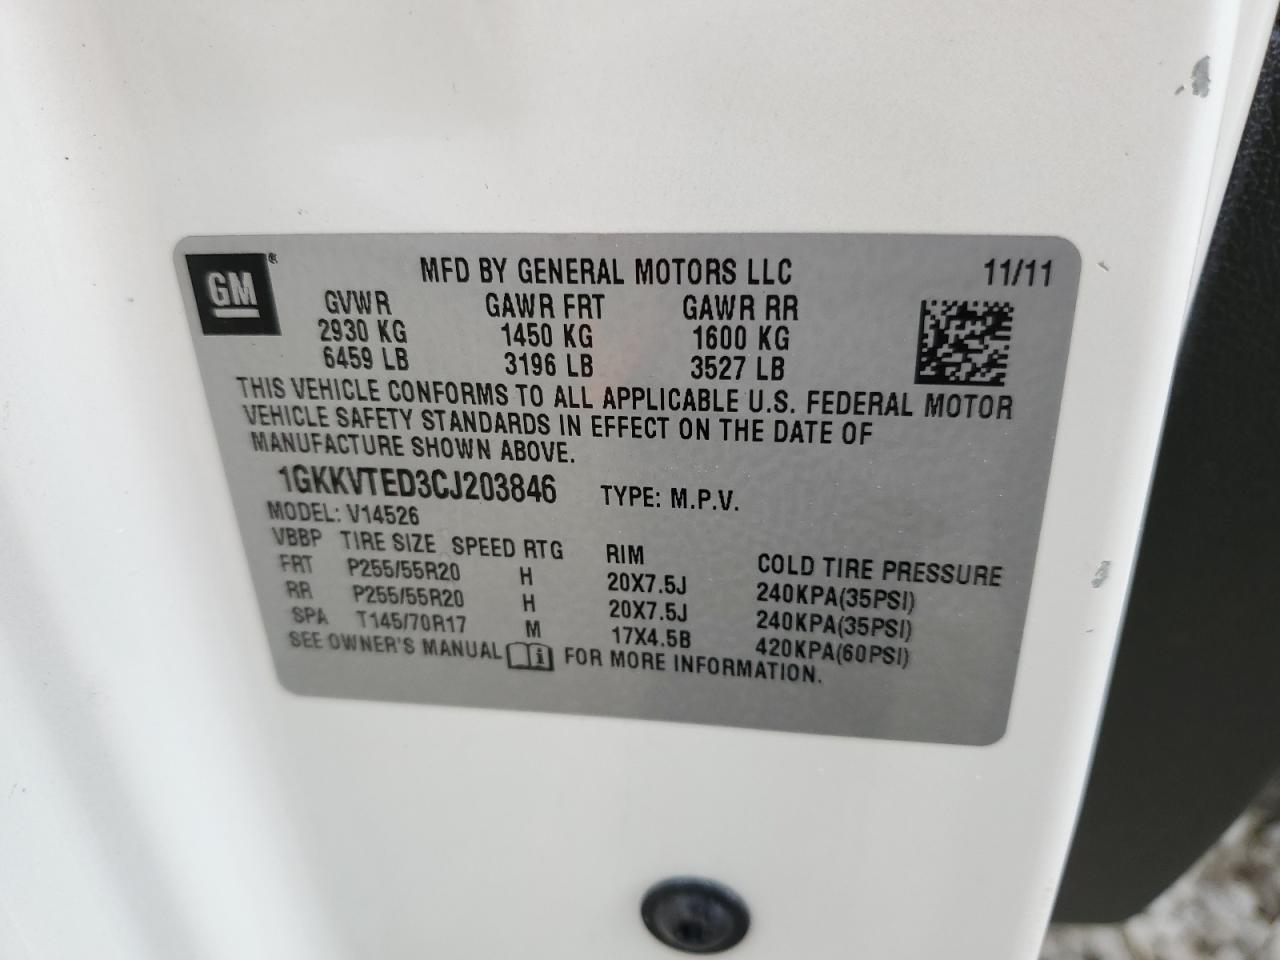 GM®
MFD BY GENERAL MOTORS LLC 11/11
GVWR GAWR FRT GAWR RR
2930 KG 1450 KG 1600 KG
6459 LB 3196 LB 3527 LB
THIS VEHICLE CONFORMS TO ALL APPLICABLE U.S. FEDERAL MOTOR
VEHICLE SAFETY STANDARDS IN EFFECT ON THE DATE OF
MANUFACTURE SHOWN ABOVE.
1GKKVTED3CJ203846 TYPE: M.P.V.
MODEL: V14526
VBBP TIRE SIZE SPEED RTG RIM COLD TIRE PRESSURE
FRT P255/55R20 H 20X7.5J 240KPA(35PSI)
RR P255/55R20 H 20X7.5J 240KPA(35PSI)
SPA T145/70R17 M 17X4.5B 420KPA(60PSI)
SEE OWNER'S MANUAL i FOR MORE INFORMATION.